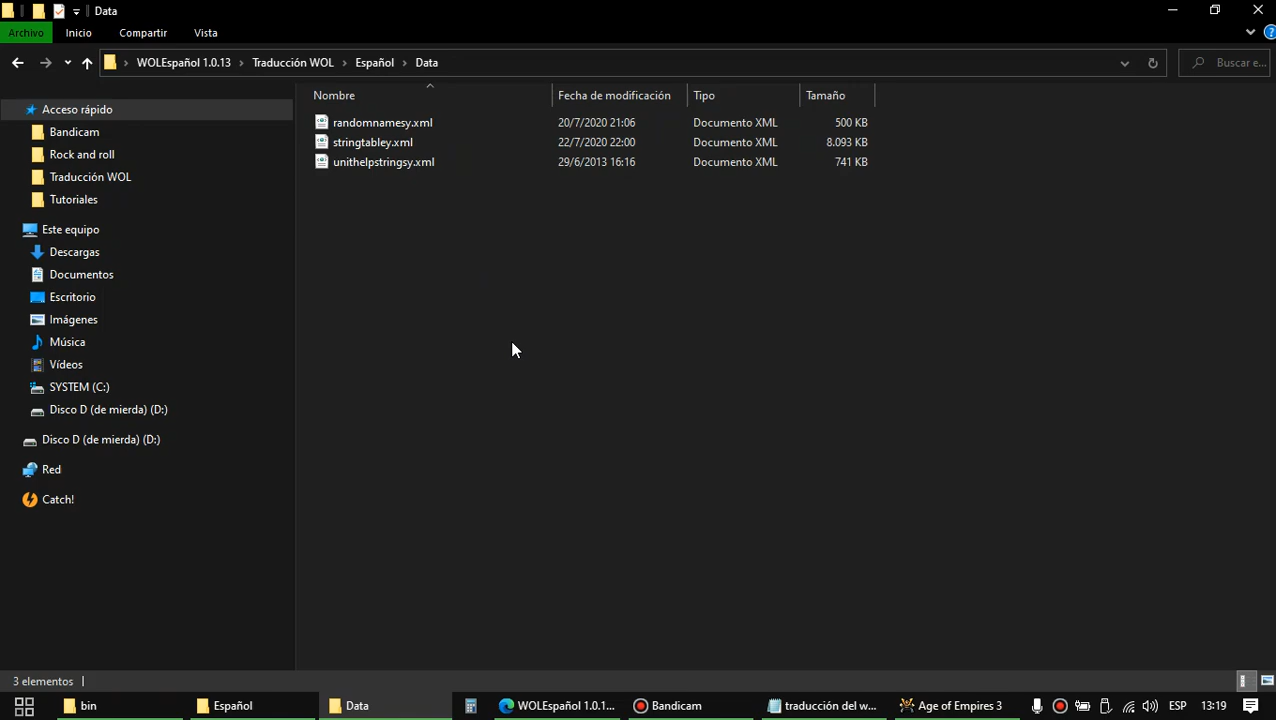 Data
Archivo Inicio Compartir Vista
WOLEspañol 1.0.13 Traducción WOL Español Data Buscar e...
Nombre Fecha de modificación Tipo Tamaño
randomnamesy.xml 20/7/2020 21:06 Documento XML 500 KB
stringtabley.xml 22/7/2020 22:00 Documento XML 8.093 KB
unithelpstringsy.xml 29/6/2013 16:16 Documento XML 741 KB
Acceso rápido
Bandicam
Rock and roll
Traducción WOL
Tutoriales
Este equipo
Descargas
Documentos
Escritorio
Imágenes
Música
Vídeos
SYSTEM (C:)
Disco D (de mierda) (D:)
Disco D (de mierda) (D:)
Red
Catch!
3 elementos
bin Español Data WOLEspañol 1.0.1... Bandicam traducción del w... Age of Empires 3 ESP 13:19